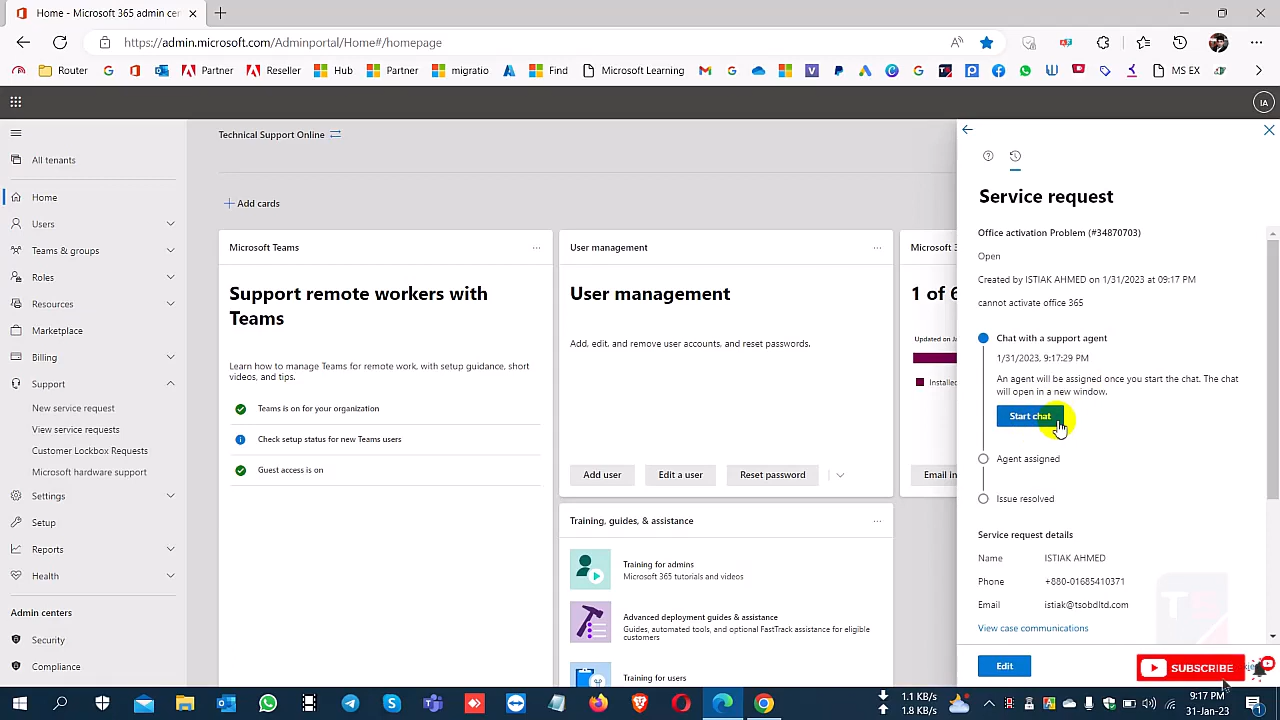 Home - Microsoft 365 admin cer
https://admin.microsoft.com/Adminportal/Home#/homepage
Router
Partner
Reseller
Hub
Partner
migratio
Find
Microsoft Learning
MS EX
IA
All tenants
Home
Users
Teams & groups
Roles
Resources
Marketplace
Billing
Support
New service request
View service requests
Customer Lockbox Requests
Microsoft hardware support
Settings
Setup
Reports
Health
Admin centers
Security
Compliance
Technical Support Online
Add cards
Microsoft Teams
Support remote workers with
Teams
Learn how to manage Teams for remote work, with setup guidance, short
videos, and tips.
Teams is on for your organization
Check setup status for new Teams users
Guest access is on
User management
User management
Add, edit, and remove user accounts, and reset passwords.
Add user
Edit a user
Reset password
Training, guides, & assistance
Training for admins
Microsoft 365 tutorials and videos
Advanced deployment guides & assistance
Guides, automated tools, and optional FastTrack assistance for eligible
customers
Training for users
Microsoft 3
1 of 6
Updated on Ja
Installed
Email in
Service request
Office activation Problem (#34870703)
Open
Created by ISTIAK AHMED on 1/31/2023 at 09:17 PM
cannot activate office 365
Chat with a support agent
1/31/2023, 9:17:29 PM
An agent will be assigned once you start the chat. The chat
will open in a new window.
Start chat
Agent assigned
Issue resolved
Service request details
Name ISTIAK AHMED
Phone +880-01685410371
Email istiak@tsobdltd.com
View case communications
TS
Edit
SUBSCRIBE
1.1 KB/s
1.8 KB/s
9:17 PM
31-Jan-23